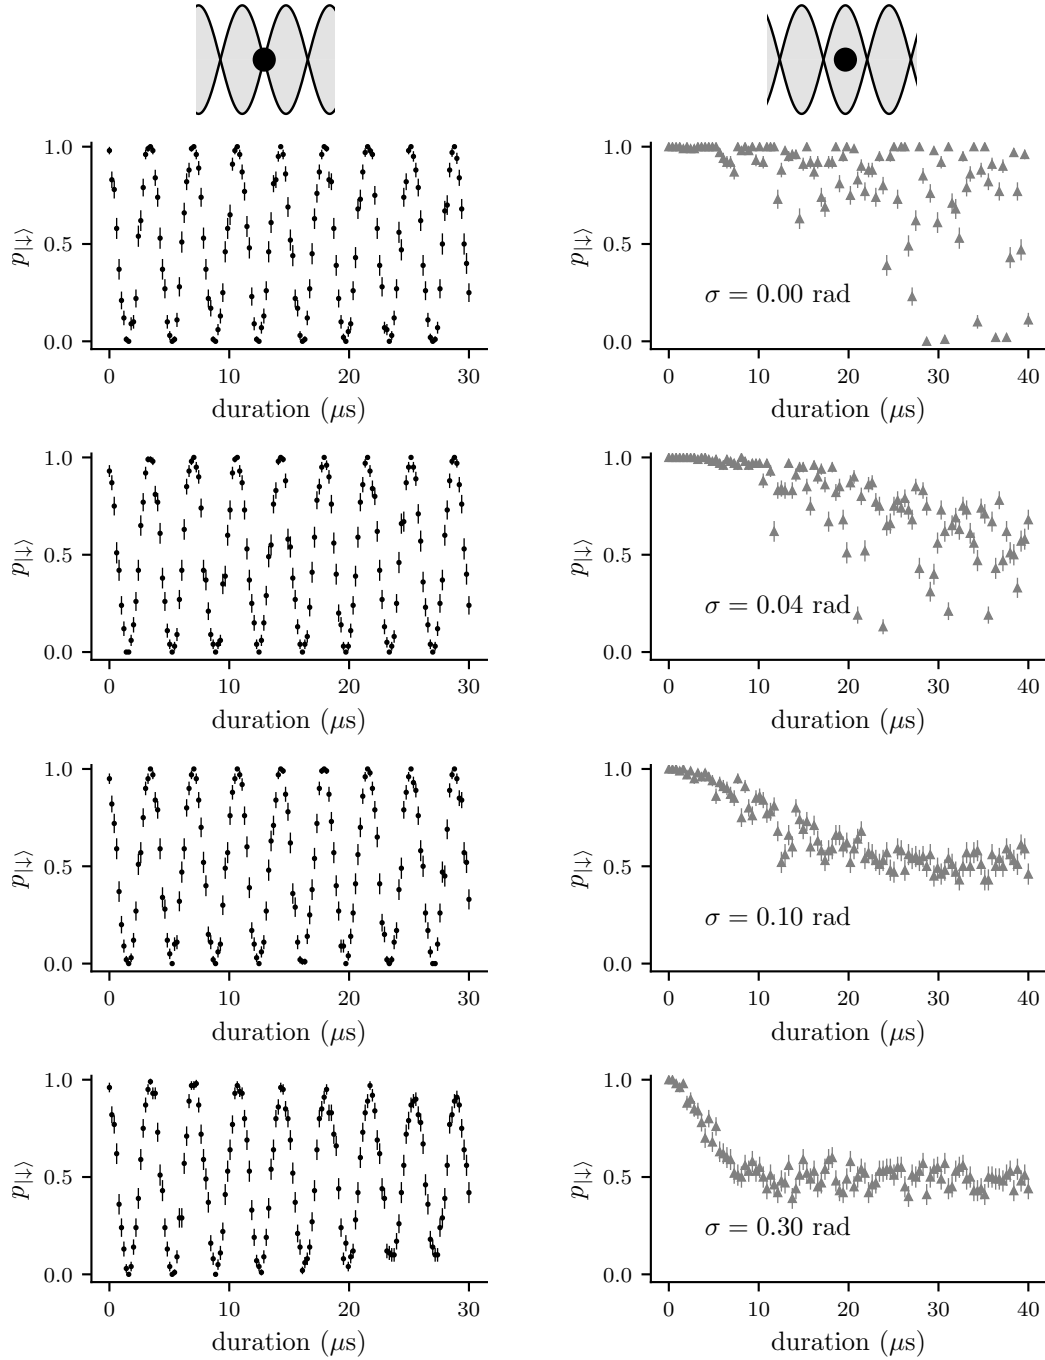 1.0
0.5
0.0
p|↓⟩
0 10 20 30
duration (μs)
1.0
0.5
0.0
p|↓⟩
σ = 0.00 rad
0 10 20 30 40
duration (μs)
1.0
0.5
0.0
p|↓⟩
0 10 20 30
duration (μs)
1.0
0.5
0.0
p|↓⟩
σ = 0.04 rad
0 10 20 30 40
duration (μs)
1.0
0.5
0.0
p|↓⟩
0 10 20 30
duration (μs)
1.0
0.5
0.0
p|↓⟩
σ = 0.10 rad
0 10 20 30 40
duration (μs)
1.0
0.5
0.0
p|↓⟩
0 10 20 30
duration (μs)
1.0
0.5
0.0
p|↓⟩
σ = 0.30 rad
0 10 20 30 40
duration (μs)